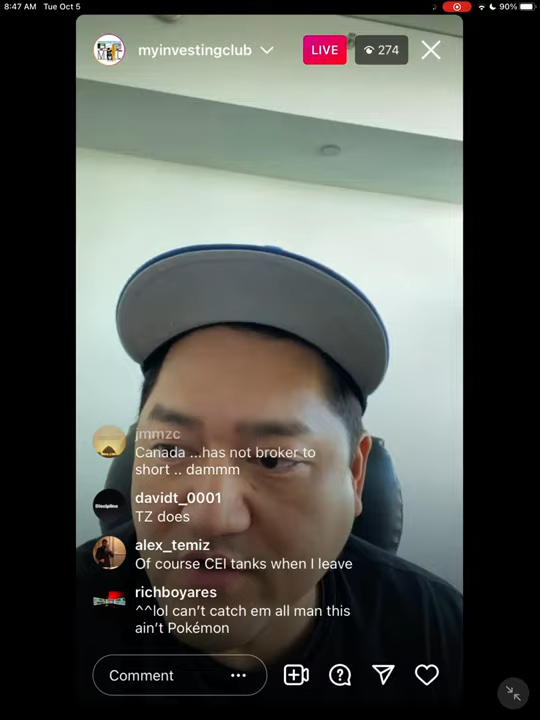 8:47 AM Tue Oct 5
90%
myinvestingclub
LIVE
274
jmmzc
Canada ...has not broker to
short .. dammm
davidt_0001
TZ does
alex_temiz
Of course CEI tanks when I leave
richboyares
^^lol can't catch em all man this
ain't Pokémon
Comment